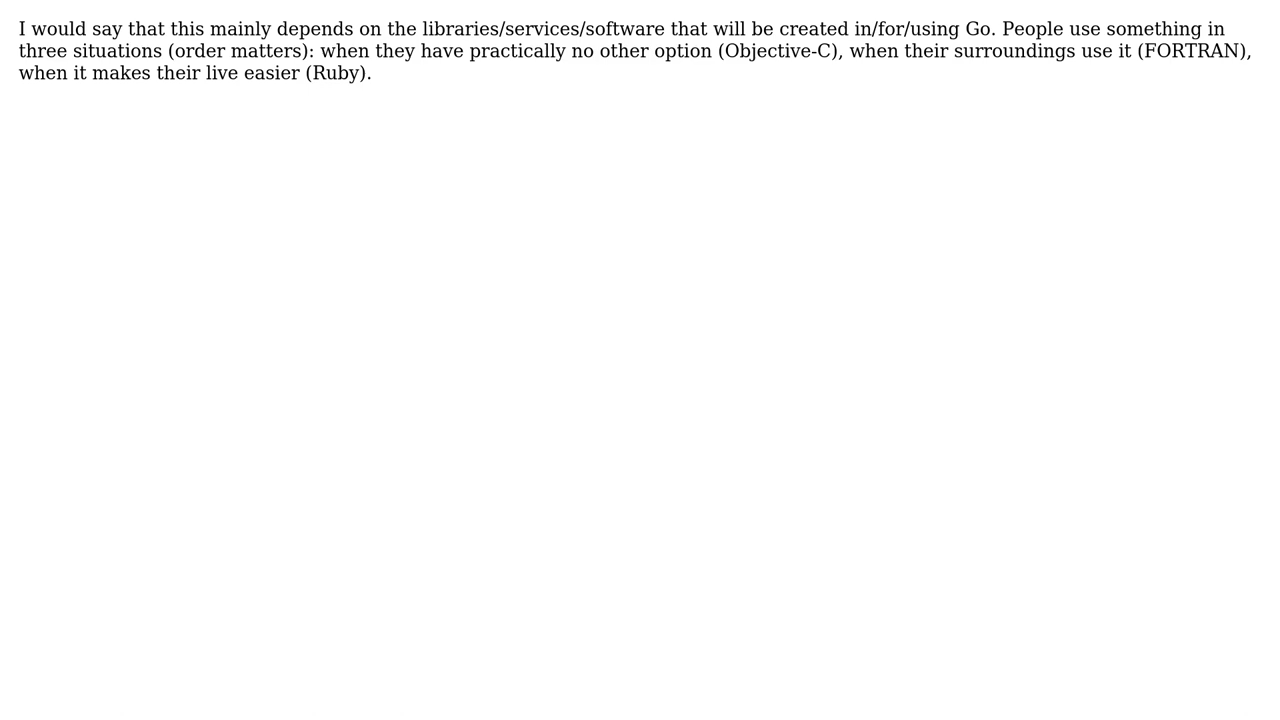 I would say that this mainly depends on the libraries/services/software that will be created in/for/using Go. People use something in
three situations (order matters): when they have practically no other option (Objective-C), when their surroundings use it (FORTRAN),
when it makes their live easier (Ruby).